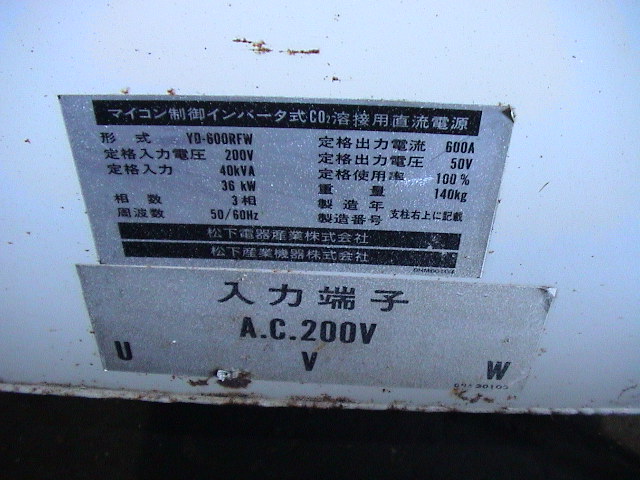 マイコン制御インバータ式CO₂溶接用直流電源
形式 YD-600RFW
定格入力電圧 200V
定格入力 40kVA
36 kW
相数 3相
周波数 50/60Hz
定格出力電流 600A
定格出力電圧 50V
定格使用率 100%
重量 140kg
製造年
製造番号 支柱右上に記載
松下電器産業株式会社
松下産業機器株式会社
入力端子
A.C.200V
U V W